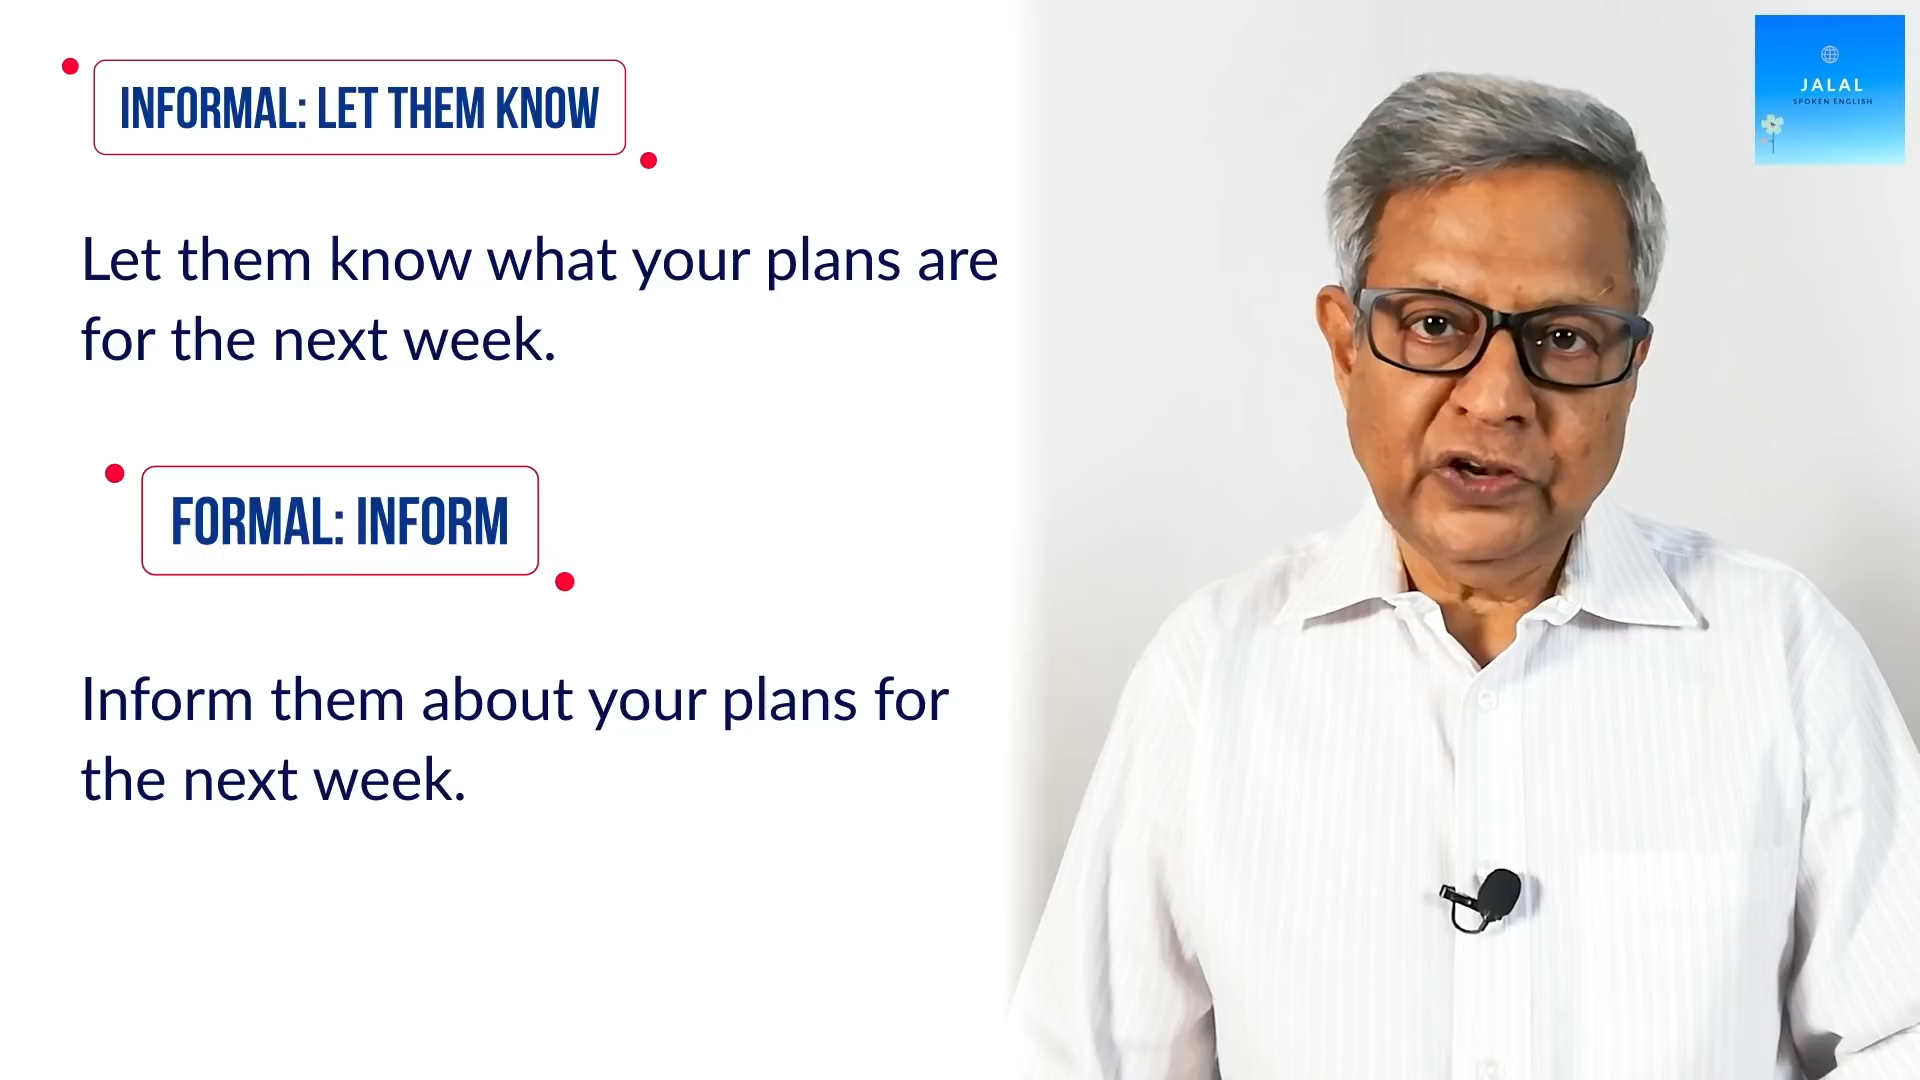 INFORMAL: LET THEM KNOW
Let them know what your plans are
for the next week.
FORMAL: INFORM
Inform them about your plans for
the next week.
JALAL
SPOKEN ENGLISH